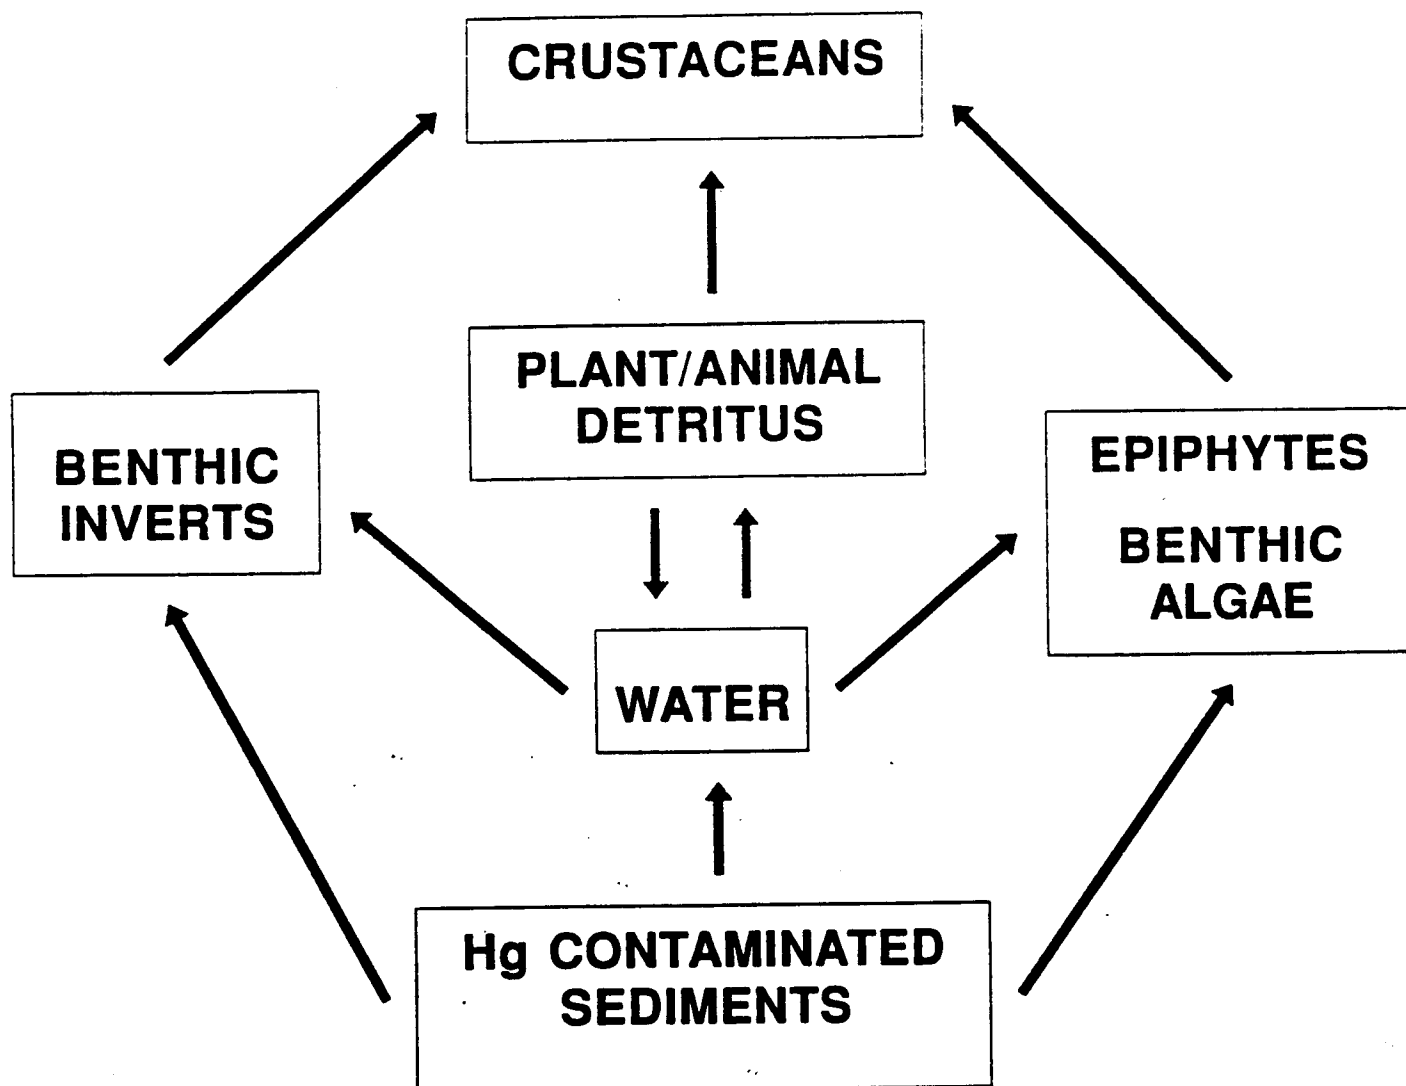 CRUSTACEANS
PLANT/ANIMAL
DETRITUS
BENTHIC
INVERTS
EPIPHYTES
BENTHIC
ALGAE
WATER
Hg CONTAMINATED
SEDIMENTS